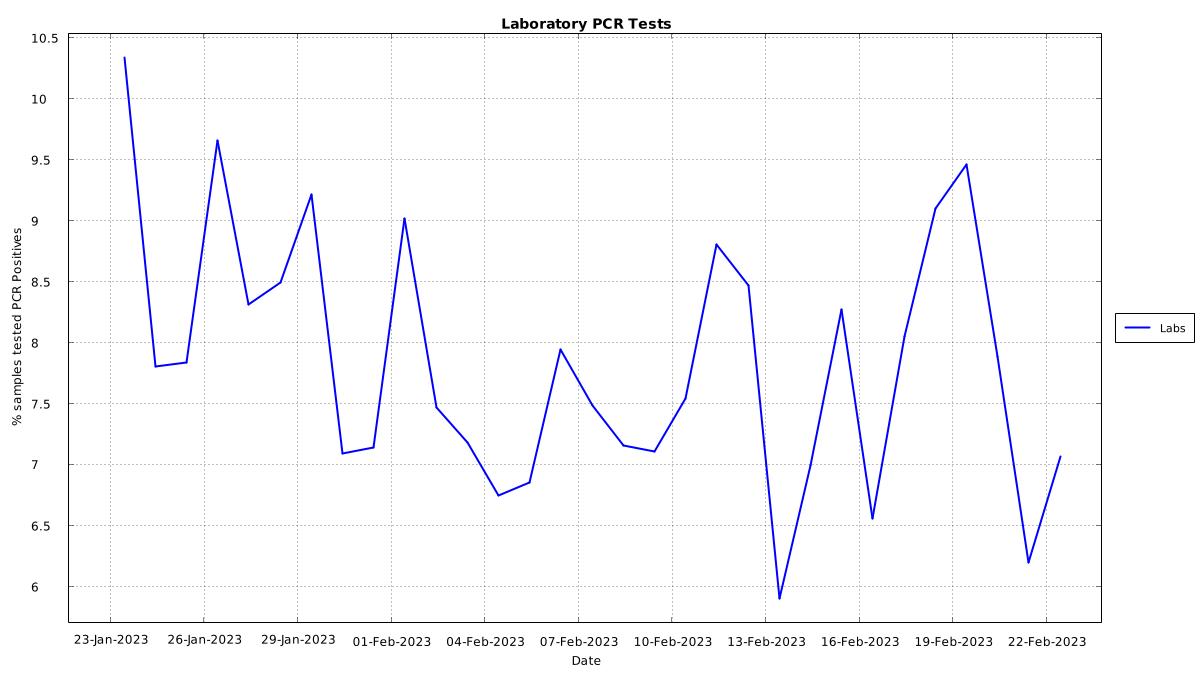 Laboratory PCR Tests
10.5
10
9.5
9
8.5
8
7.5
7
6.5
6
% samples tested PCR Positives
23-Jan-2023 26-Jan-2023 29-Jan-2023 01-Feb-2023 04-Feb-2023 07-Feb-2023 10-Feb-2023 13-Feb-2023 16-Feb-2023 19-Feb-2023 22-Feb-2023
Date
Labs